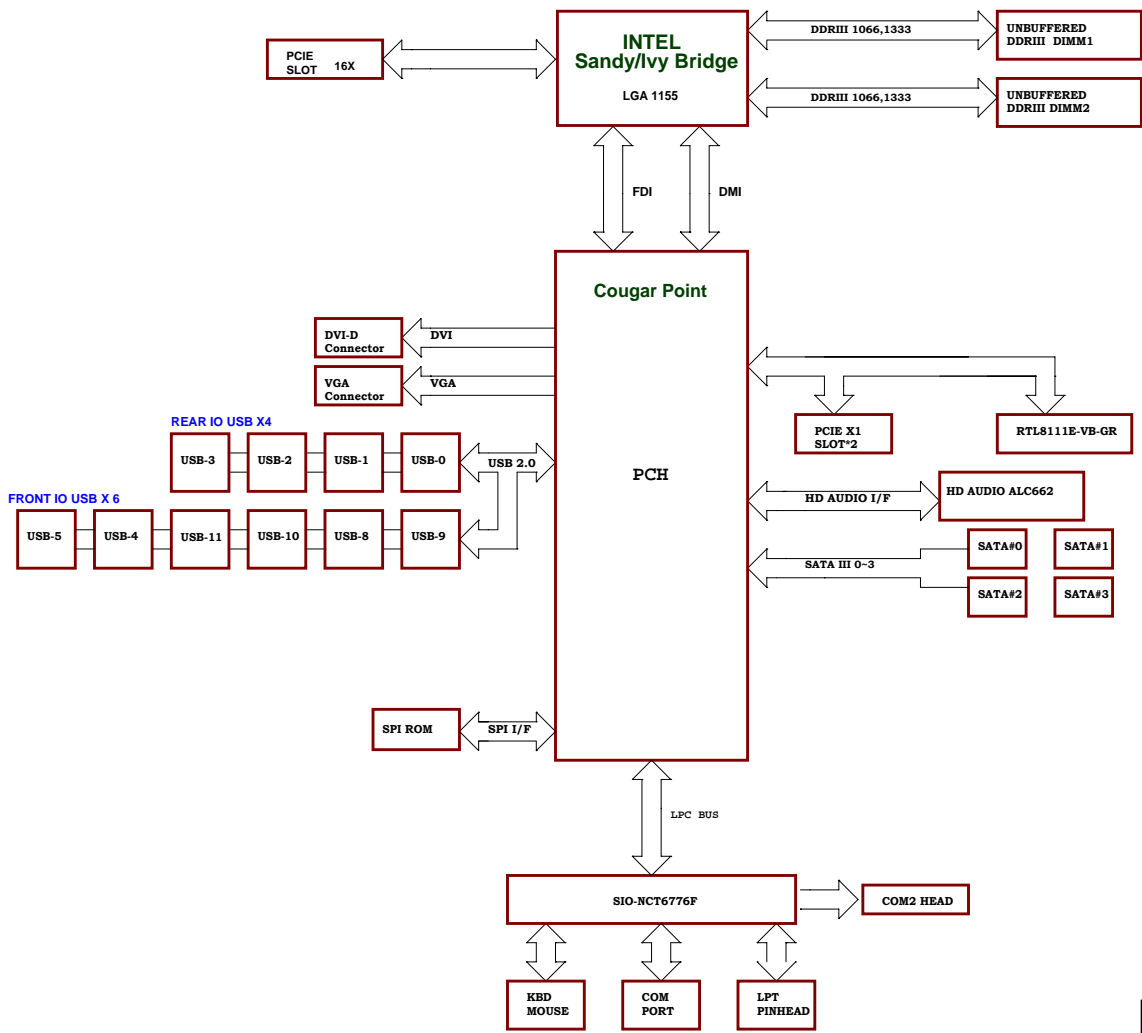 INTEL
Sandy/Ivy Bridge
LGA 1155
PCIE
SLOT 16X
DDRIII 1066,1333
UNBUFFERED
DDRIII DIMM1
DDRIII 1066,1333
UNBUFFERED
DDRIII DIMM2
FDI
DMI
Cougar Point
PCH
DVI-D
Connector
DVI
VGA
Connector
VGA
REAR IO USB X4
USB-3
USB-2
USB-1
USB-0
USB 2.0
FRONT IO USB X 6
USB-5
USB-4
USB-11
USB-10
USB-8
USB-9
PCIE X1
SLOT*2
RTL8111E-VB-GR
HD AUDIO I/F
HD AUDIO ALC662
SATA III 0~3
SATA#0
SATA#1
SATA#2
SATA#3
SPI ROM
SPI I/F
LPC BUS
SIO-NCT6776F
COM2 HEAD
KBD
MOUSE
COM
PORT
LPT
PINHEAD